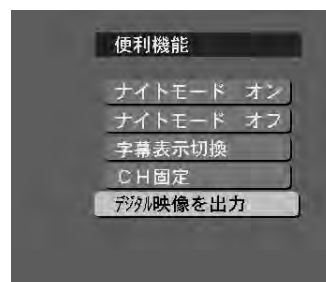 便利機能
ナイトモード　オン
ナイトモード　オフ
字幕表示切換
ＣＨ固定
デジタル映像を出力